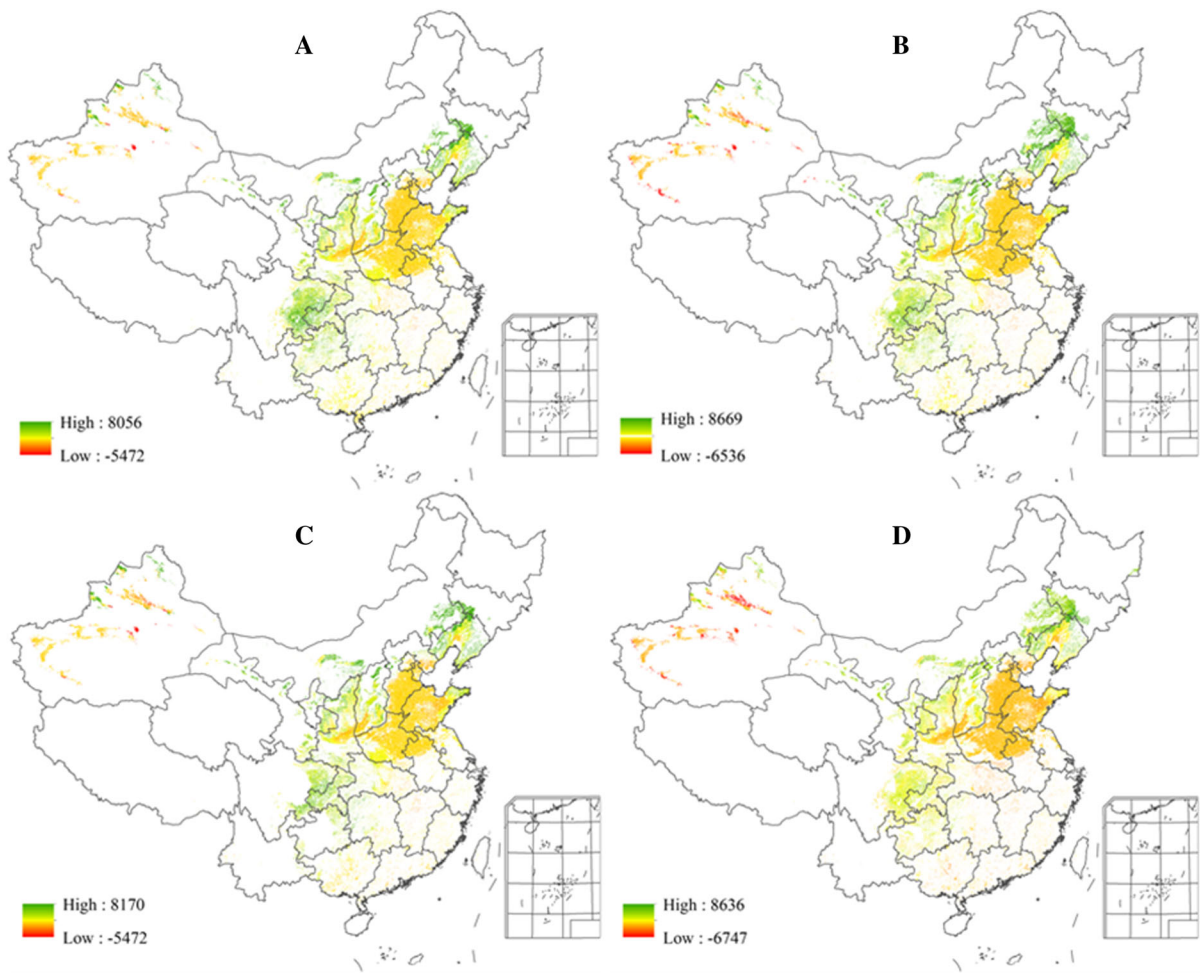 A
B
High : 8056
Low : -5472
High : 8669
Low : -6536
C
D
High : 8170
Low : -5472
High : 8636
Low : -6747